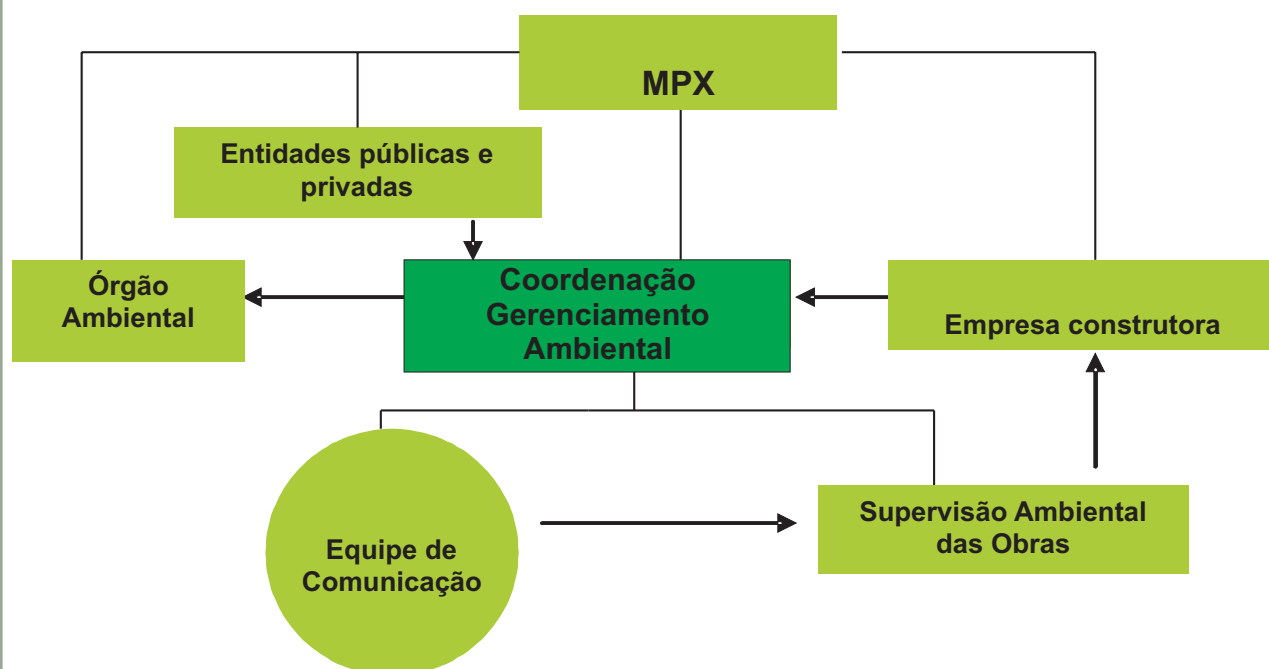 MPX
Entidades públicas e
privadas
Órgão
Ambiental
Coordenação
Gerenciamento
Ambiental
Empresa construtora
Equipe de
Comunicação
Supervisão Ambiental
das Obras